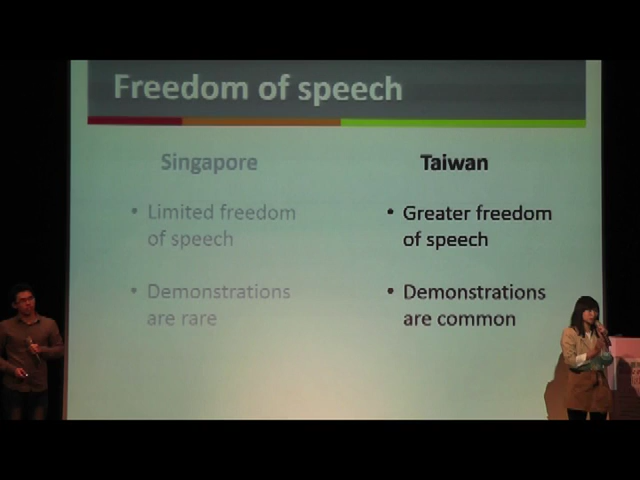 Freedom of speech
Singapore
• Limited freedom
of speech
• Demonstrations
are rare
Taiwan
• Greater freedom
of speech
• Demonstrations
are common